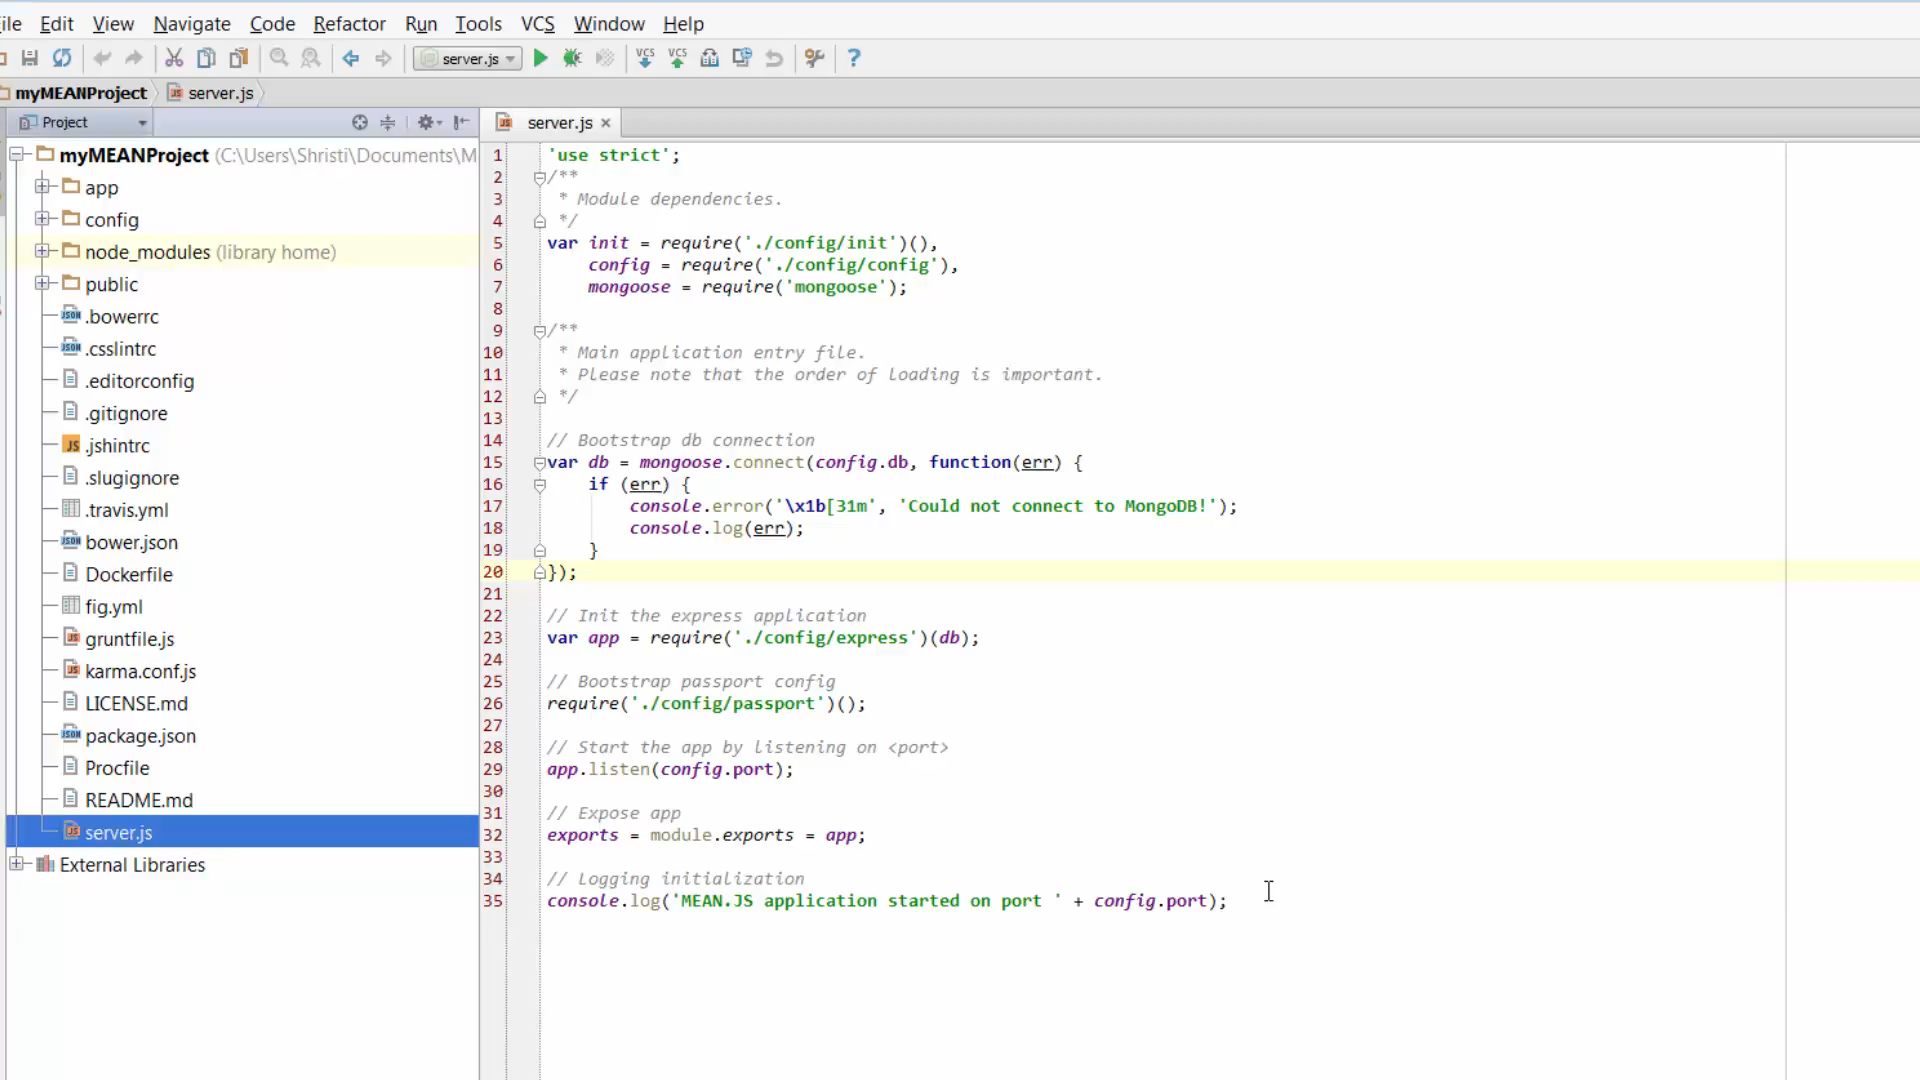 ile Edit View Navigate Code Refactor Run Tools VCS Window Help
server.js VCS VCS ?
myMEANProject server.js
Project
server.js
myMEANProject (C:\Users\Shristi\Documents\M
app
config
node_modules (library home)
public
.bowerrc
.csslintrc
.editorconfig
.gitignore
.jshintrc
.slugignore
.travis.yml
bower.json
Dockerfile
fig.yml
gruntfile.js
karma.conf.js
LICENSE.md
package.json
Procfile
README.md
server.js
External Libraries
1 'use strict';
2 /**
3  * Module dependencies.
4  */
5 var init = require('./config/init')(),
6     config = require('./config/config'),
7     mongoose = require('mongoose');
8
9 /**
10  * Main application entry file.
11  * Please note that the order of loading is important.
12  */
13
14 // Bootstrap db connection
15 var db = mongoose.connect(config.db, function(err) {
16     if (err) {
17         console.error('\x1b[31m', 'Could not connect to MongoDB!');
18         console.log(err);
19     }
20 });
21
22 // Init the express application
23 var app = require('./config/express')(db);
24
25 // Bootstrap passport config
26 require('./config/passport')();
27
28 // Start the app by listening on <port>
29 app.listen(config.port);
30
31 // Expose app
32 exports = module.exports = app;
33
34 // Logging initialization
35 console.log('MEAN.JS application started on port ' + config.port);